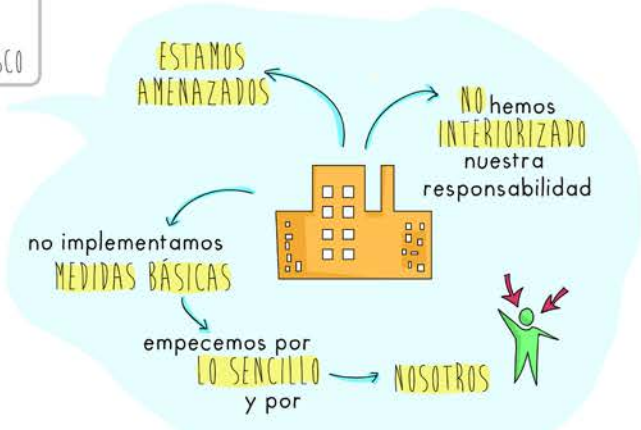 ESTAMOS
AMENAZADOS
NO hemos
INTERIORIZADO
nuestra
responsabilidad
no implementamos
MEDIDAS BÁSICAS
empecemos por
LO SENCILLO
y por
NOSOTROS